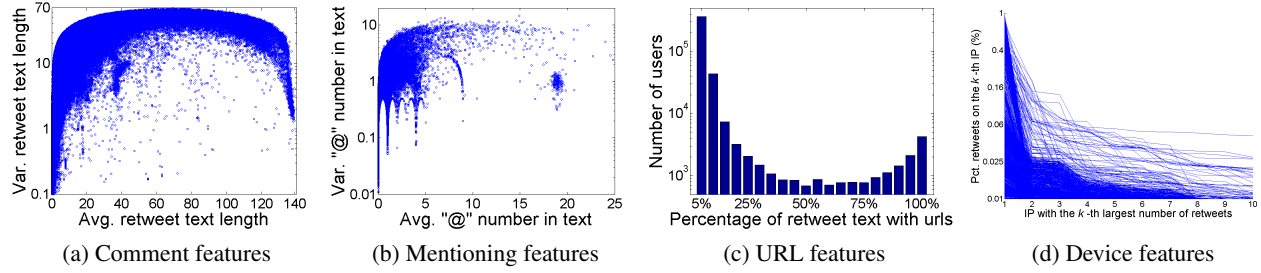 Var. retweet text length
70
10
1
0.1
0 20 40 60 80 100 120 140
Avg. retweet text length
(a) Comment features
Var. "@" number in text
10
1
0.1
0.01
0 5 10 15 20 25
Avg. "@" number in text
(b) Mentioning features
Number of users
10^5
10^4
10^3
5% 25% 50% 75% 100%
Percentage of retweet text with urls
(c) URL features
Pct. retweets on the k -th IP (%)
1
0.4
0.16
0.06
0.025
0.01
1 2 3 4 5 6 7 8 9 10
IP with the k -th largest number of retweets
(d) Device features